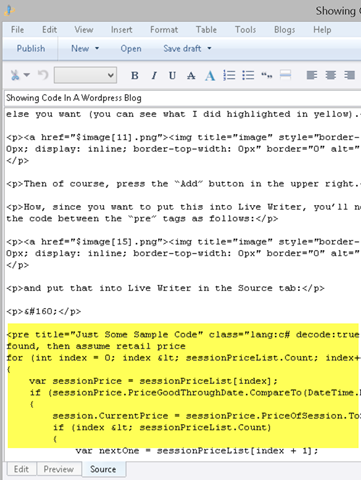 Showing Co
File Edit View Insert Format Table Tools Blogs Help
Publish New Open Save draft
B I U A
Showing Code In A Wordpress Blog
else you want (you can see what I did highlighted in yellow).
<p><a href="$image[11].png"><img title="image" style="border-
0px; display: inline; border-top-width: 0px" border="0" alt="
</p>
<p>Then of course, press the “Add” button in the upper right.
<p>How, since you want to put this into Live Writer, you’ll n
the code between the “pre” tags as follows:</p>
<p><a href="$image[15].png"><img title="image" style="border-
0px; display: inline; border-top-width: 0px" border="0" alt="
</p>
<p>and put that into Live Writer in the Source tab:</p>
<p>&#160;</p>
<pre title="Just Some Sample Code" class="lang:c# decode:true
found, then assume retail price
for (int index = 0; index &lt; sessionPriceList.Count; index+
{
var sessionPrice = sessionPriceList[index];
if (sessionPrice.PriceGoodThroughDate.CompareTo(DateTime.
{
session.CurrentPrice = sessionPrice.PriceOfSession.To
if (index &lt; sessionPriceList.Count)
{
var nextOne = sessionPriceList[index + 1];
Edit Preview Source